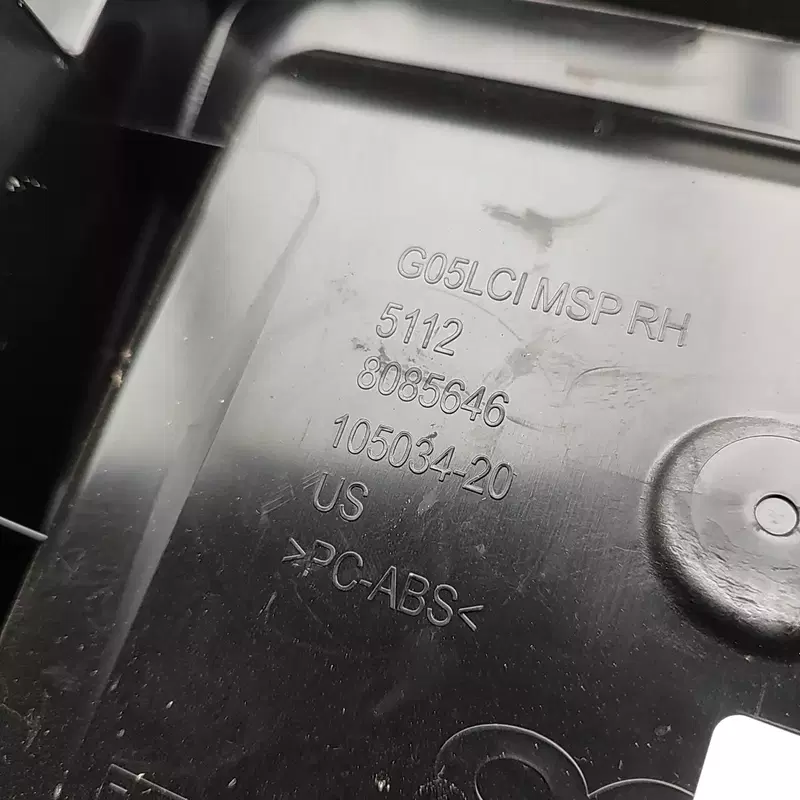 G05LCI MSP RH
5112
8085646
105034-20
US
>PC-ABS<